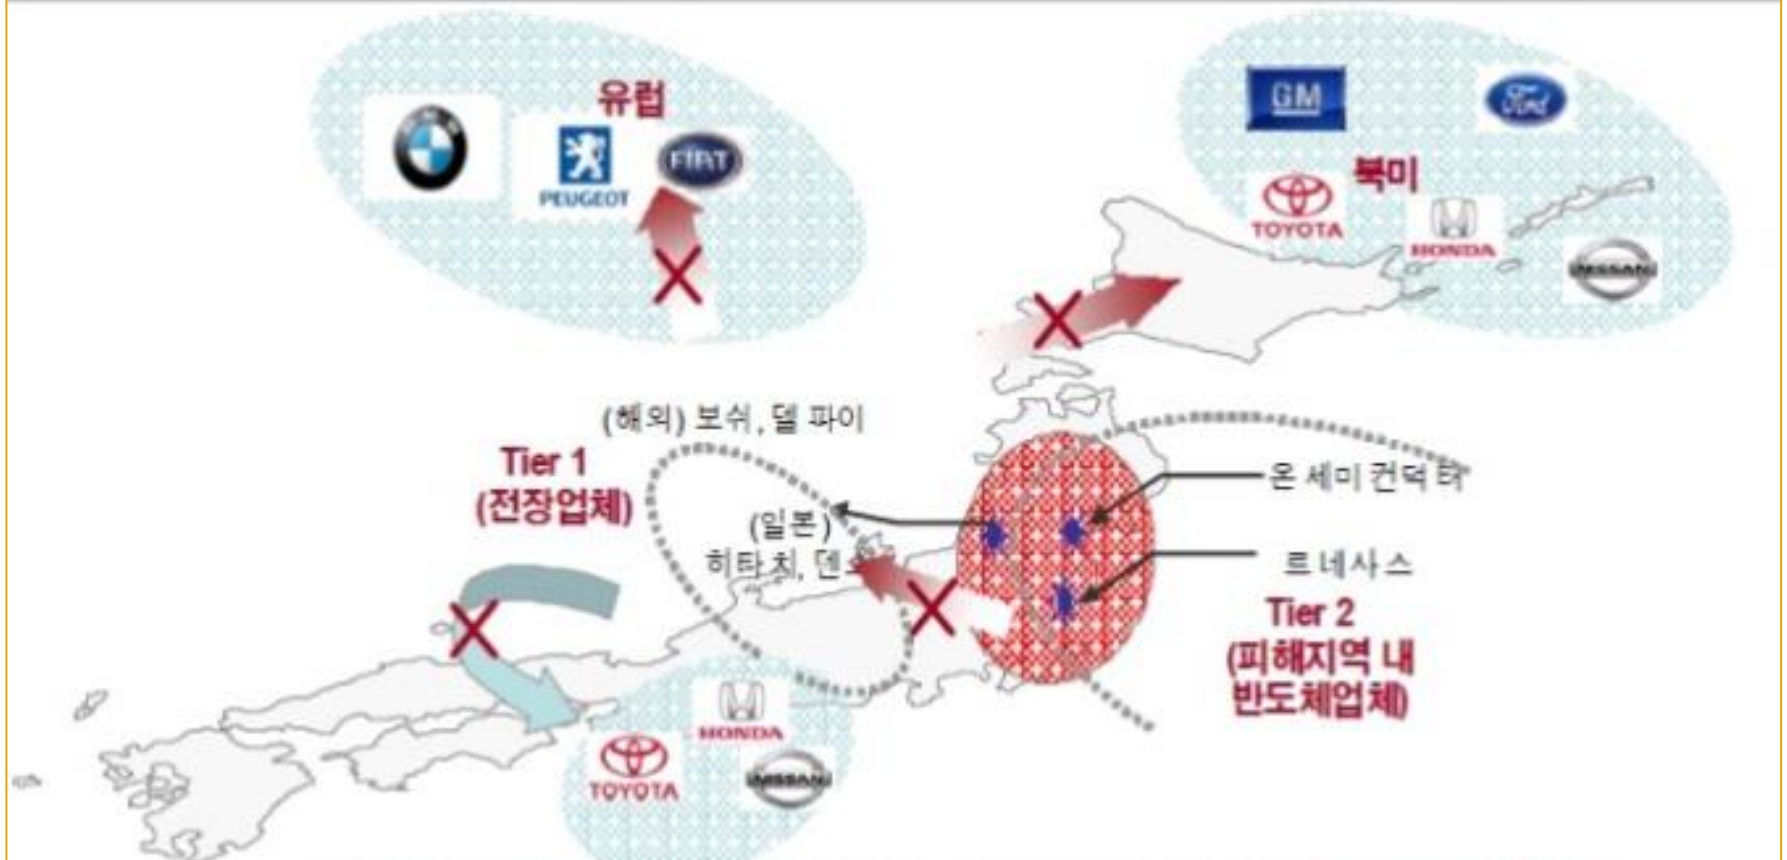 유럽
PEUGEOT
FIAT
GM
Ford
북미
TOYOTA
HONDA
NISSAN
(해외) 보쉬, 델 파이
Tier 1
(전장업체)
(일본)
히타 치, 덴
온 세미 컨덕 터
르네사스
Tier 2
(피해지역 내
반도체업체)
HONDA
TOYOTA
NISSAN